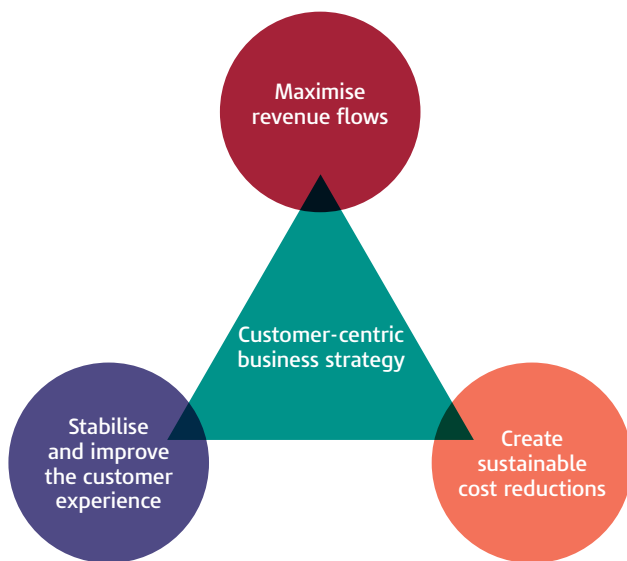 Maximise
revenue flows
Customer-centric
business strategy
Stabilise
and improve
the customer
experience
Create
sustainable
cost reductions